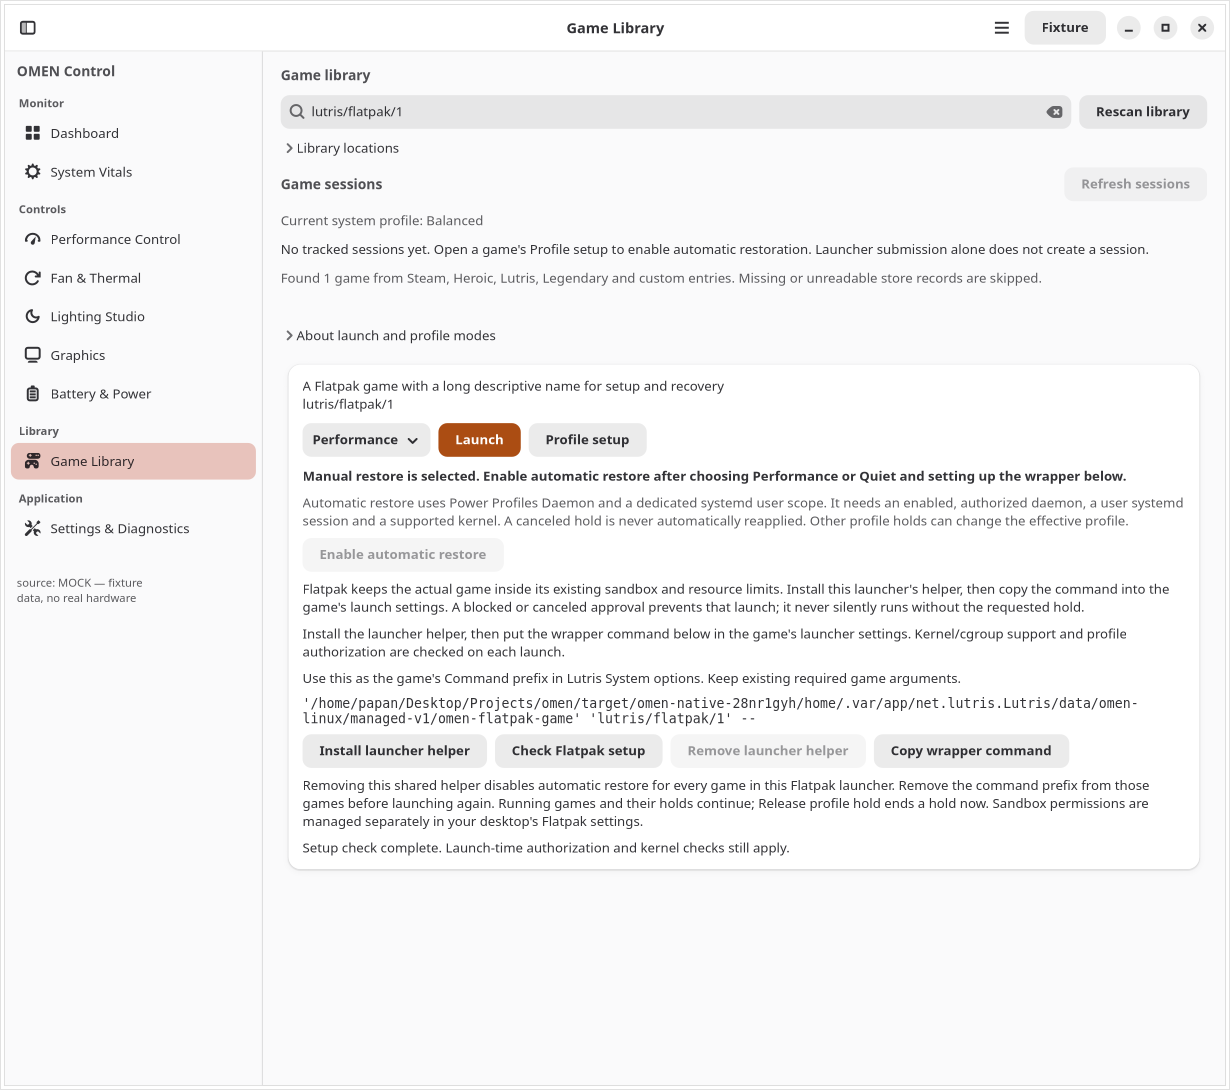 Game Library
Fixture
OMEN Control
Monitor
Dashboard
System Vitals
Controls
Performance Control
Fan & Thermal
Lighting Studio
Graphics
Battery & Power
Library
Game Library
Application
Settings & Diagnostics
source: MOCK — fixture
data, no real hardware
Game library
lutris/flatpak/1
Rescan library
Library locations
Game sessions
Refresh sessions
Current system profile: Balanced
No tracked sessions yet. Open a game's Profile setup to enable automatic restoration. Launcher submission alone does not create a session.
Found 1 game from Steam, Heroic, Lutris, Legendary and custom entries. Missing or unreadable store records are skipped.
About launch and profile modes
A Flatpak game with a long descriptive name for setup and recovery
lutris/flatpak/1
Performance
Launch
Profile setup
Manual restore is selected. Enable automatic restore after choosing Performance or Quiet and setting up the wrapper below.
Automatic restore uses Power Profiles Daemon and a dedicated systemd user scope. It needs an enabled, authorized daemon, a user systemd
session and a supported kernel. A canceled hold is never automatically reapplied. Other profile holds can change the effective profile.
Enable automatic restore
Flatpak keeps the actual game inside its existing sandbox and resource limits. Install this launcher's helper, then copy the command into the
game's launch settings. A blocked or canceled approval prevents that launch; it never silently runs without the requested hold.
Install the launcher helper, then put the wrapper command below in the game's launcher settings. Kernel/cgroup support and profile
authorization are checked on each launch.
Use this as the game's Command prefix in Lutris System options. Keep existing required game arguments.
'/home/papan/Desktop/Projects/omen/target/omen-native-28nr1gyh/home/.var/app/net.lutris.Lutris/data/omen-
linux/managed-v1/omen-flatpak-game' 'lutris/flatpak/1' --
Install launcher helper
Check Flatpak setup
Remove launcher helper
Copy wrapper command
Removing this shared helper disables automatic restore for every game in this Flatpak launcher. Remove the command prefix from those
games before launching again. Running games and their holds continue; Release profile hold ends a hold now. Sandbox permissions are
managed separately in your desktop's Flatpak settings.
Setup check complete. Launch-time authorization and kernel checks still apply.